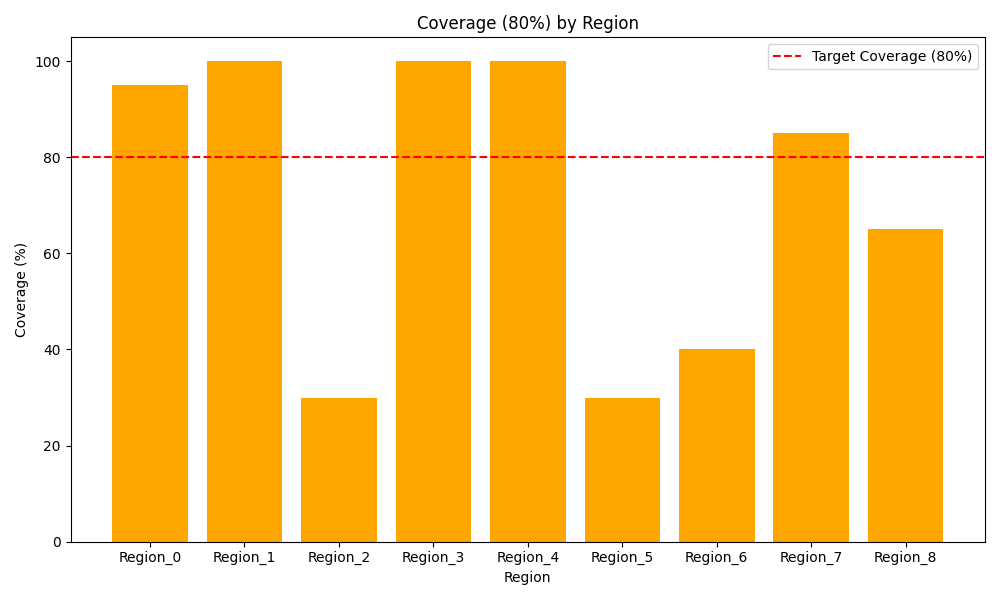 Coverage (80%) by Region
Target Coverage (80%)
Coverage (%)
100
80
60
40
20
0
Region_0 Region_1 Region_2 Region_3 Region_4 Region_5 Region_6 Region_7 Region_8
Region